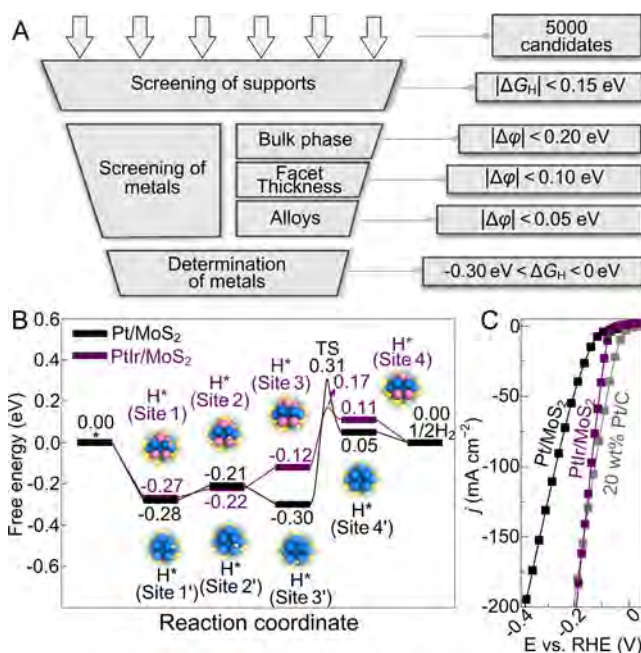 A
5000
candidates
Screening of supports
|ΔG_H| < 0.15 eV
Screening of
metals
Bulk phase
|Δφ| < 0.20 eV
Facet
Thickness
|Δφ| < 0.10 eV
Alloys
|Δφ| < 0.05 eV
Determination
of metals
-0.30 eV < ΔG_H < 0 eV
B
Free energy (eV)
0.6
0.4
0.2
0.0
-0.2
-0.4
-0.6
Pt/MoS₂
PtIr/MoS₂
0.00
*
H*
(Site 1)
-0.27
-0.28
H*
(Site 1')
H*
(Site 2)
-0.21
-0.22
H*
(Site 2')
H*
(Site 3)
-0.12
-0.30
H*
(Site 3')
TS
0.31
0.17
H*
(Site 4)
0.11
0.05
H*
(Site 4')
0.00
1/2H₂
Reaction coordinate
C
j (mA cm⁻²)
0
-50
-100
-150
-200
Pt/MoS₂
PtIr/MoS₂
20 wt% Pt/C
-0.4
-0.2
0
E vs. RHE (V)